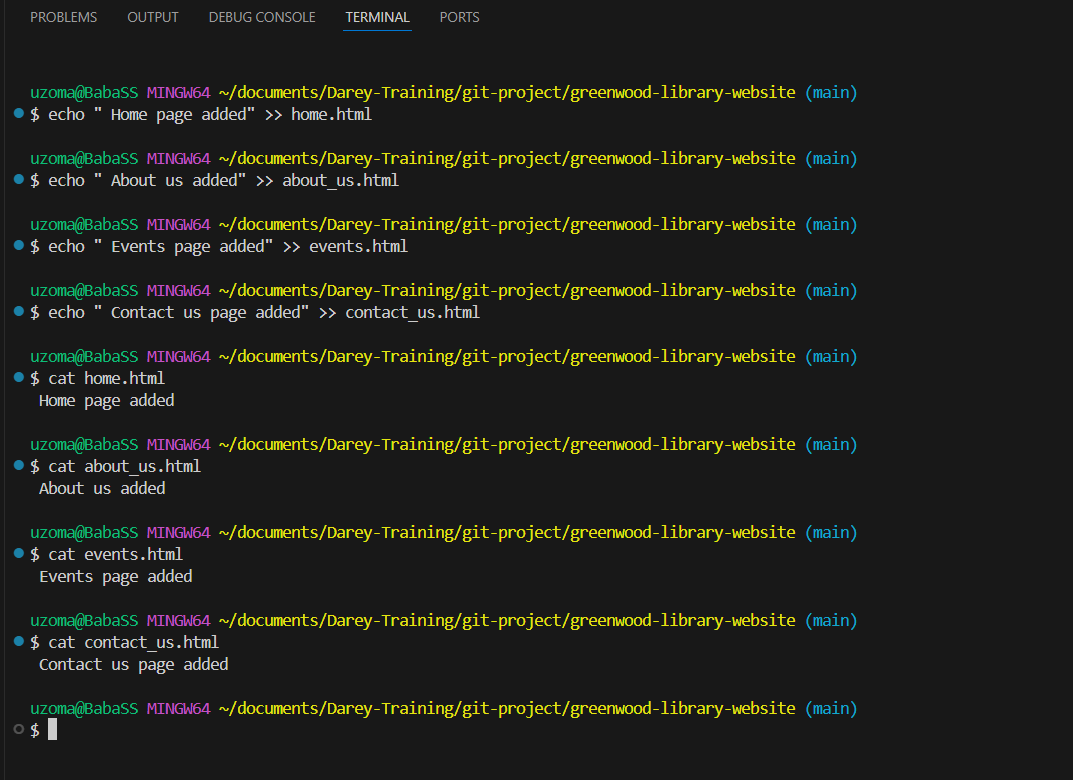 PROBLEMS OUTPUT DEBUG CONSOLE TERMINAL PORTS
uzoma@BabaSS MINGW64 ~/documents/Darey-Training/git-project/greenwood-library-website (main)
$ echo " Home page added" >> home.html
uzoma@BabaSS MINGW64 ~/documents/Darey-Training/git-project/greenwood-library-website (main)
$ echo " About us added" >> about_us.html
uzoma@BabaSS MINGW64 ~/documents/Darey-Training/git-project/greenwood-library-website (main)
$ echo " Events page added" >> events.html
uzoma@BabaSS MINGW64 ~/documents/Darey-Training/git-project/greenwood-library-website (main)
$ echo " Contact us page added" >> contact_us.html
uzoma@BabaSS MINGW64 ~/documents/Darey-Training/git-project/greenwood-library-website (main)
$ cat home.html
 Home page added
uzoma@BabaSS MINGW64 ~/documents/Darey-Training/git-project/greenwood-library-website (main)
$ cat about_us.html
 About us added
uzoma@BabaSS MINGW64 ~/documents/Darey-Training/git-project/greenwood-library-website (main)
$ cat events.html
 Events page added
uzoma@BabaSS MINGW64 ~/documents/Darey-Training/git-project/greenwood-library-website (main)
$ cat contact_us.html
 Contact us page added
uzoma@BabaSS MINGW64 ~/documents/Darey-Training/git-project/greenwood-library-website (main)
$